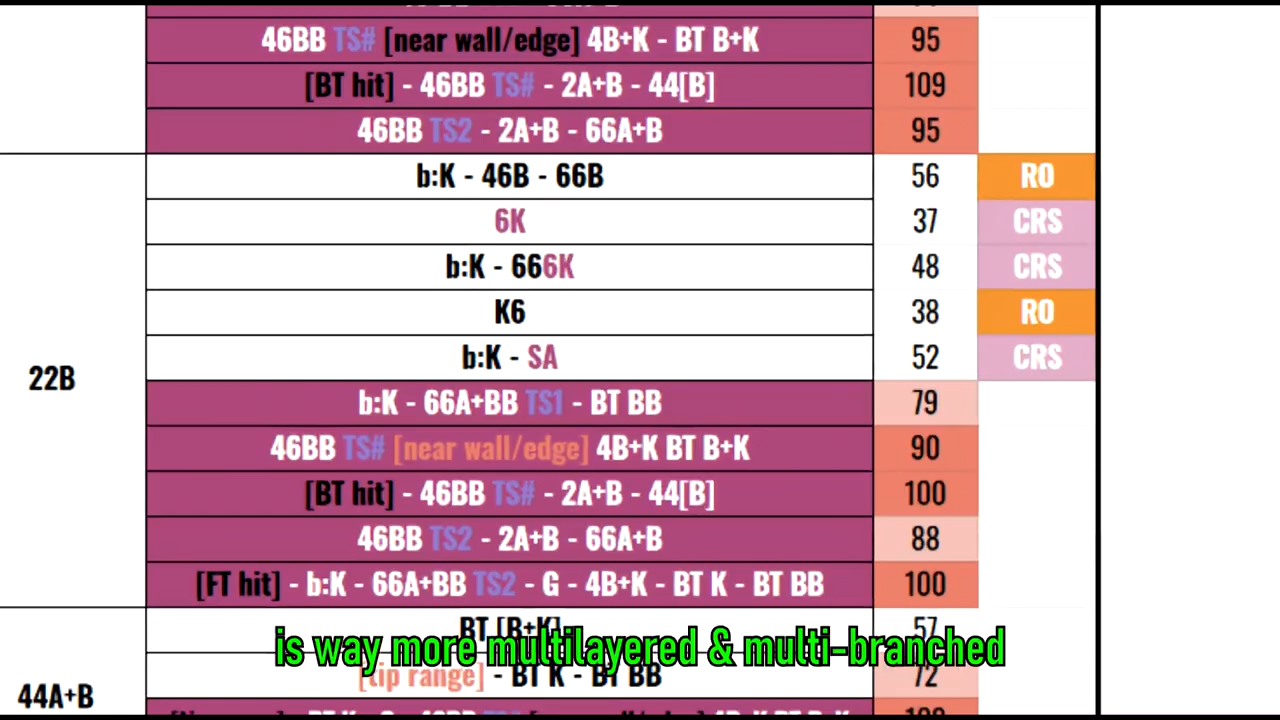 46BB TS# [near wall/edge] 4B+K - BT B+K 95
[BT hit] - 46BB TS# - 2A+B - 44[B] 109
46BB TS2 - 2A+B - 66A+B 95
b:K - 46B - 66B 56 RO
6K 37 CRS
b:K - 666K 48 CRS
K6 38 RO
22B
b:K - SA 52 CRS
b:K - 66A+BB TS1 - BT BB 79
46BB TS# [near wall/edge] 4B+K BT B+K 90
[BT hit] - 46BB TS# - 2A+B - 44[B] 100
46BB TS2 - 2A+B - 66A+B 88
[FT hit] - b:K - 66A+BB TS2 - G - 4B+K - BT K - BT BB 100
BT [B+K] 57
is way more multilayered & multi-branched
[tip range] - BT K - BT BB 72
44A+B